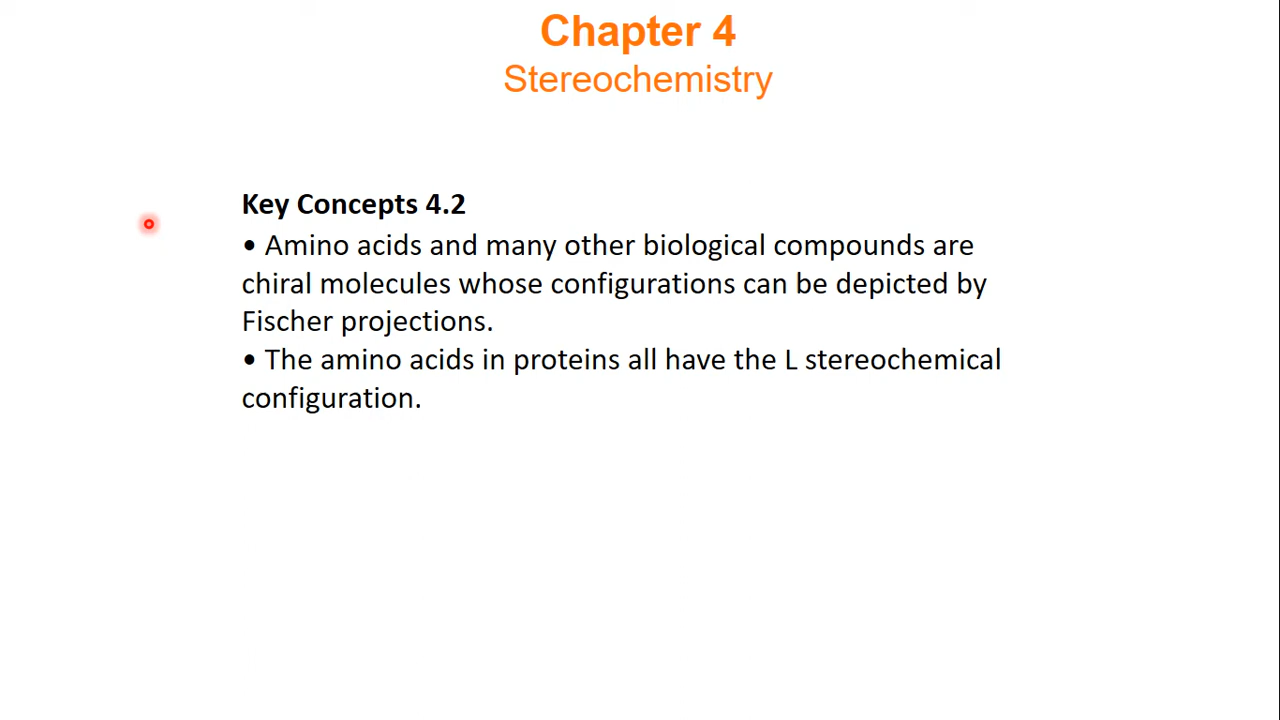 Chapter 4
Stereochemistry
Key Concepts 4.2
• Amino acids and many other biological compounds are
chiral molecules whose configurations can be depicted by
Fischer projections.
• The amino acids in proteins all have the L stereochemical
configuration.